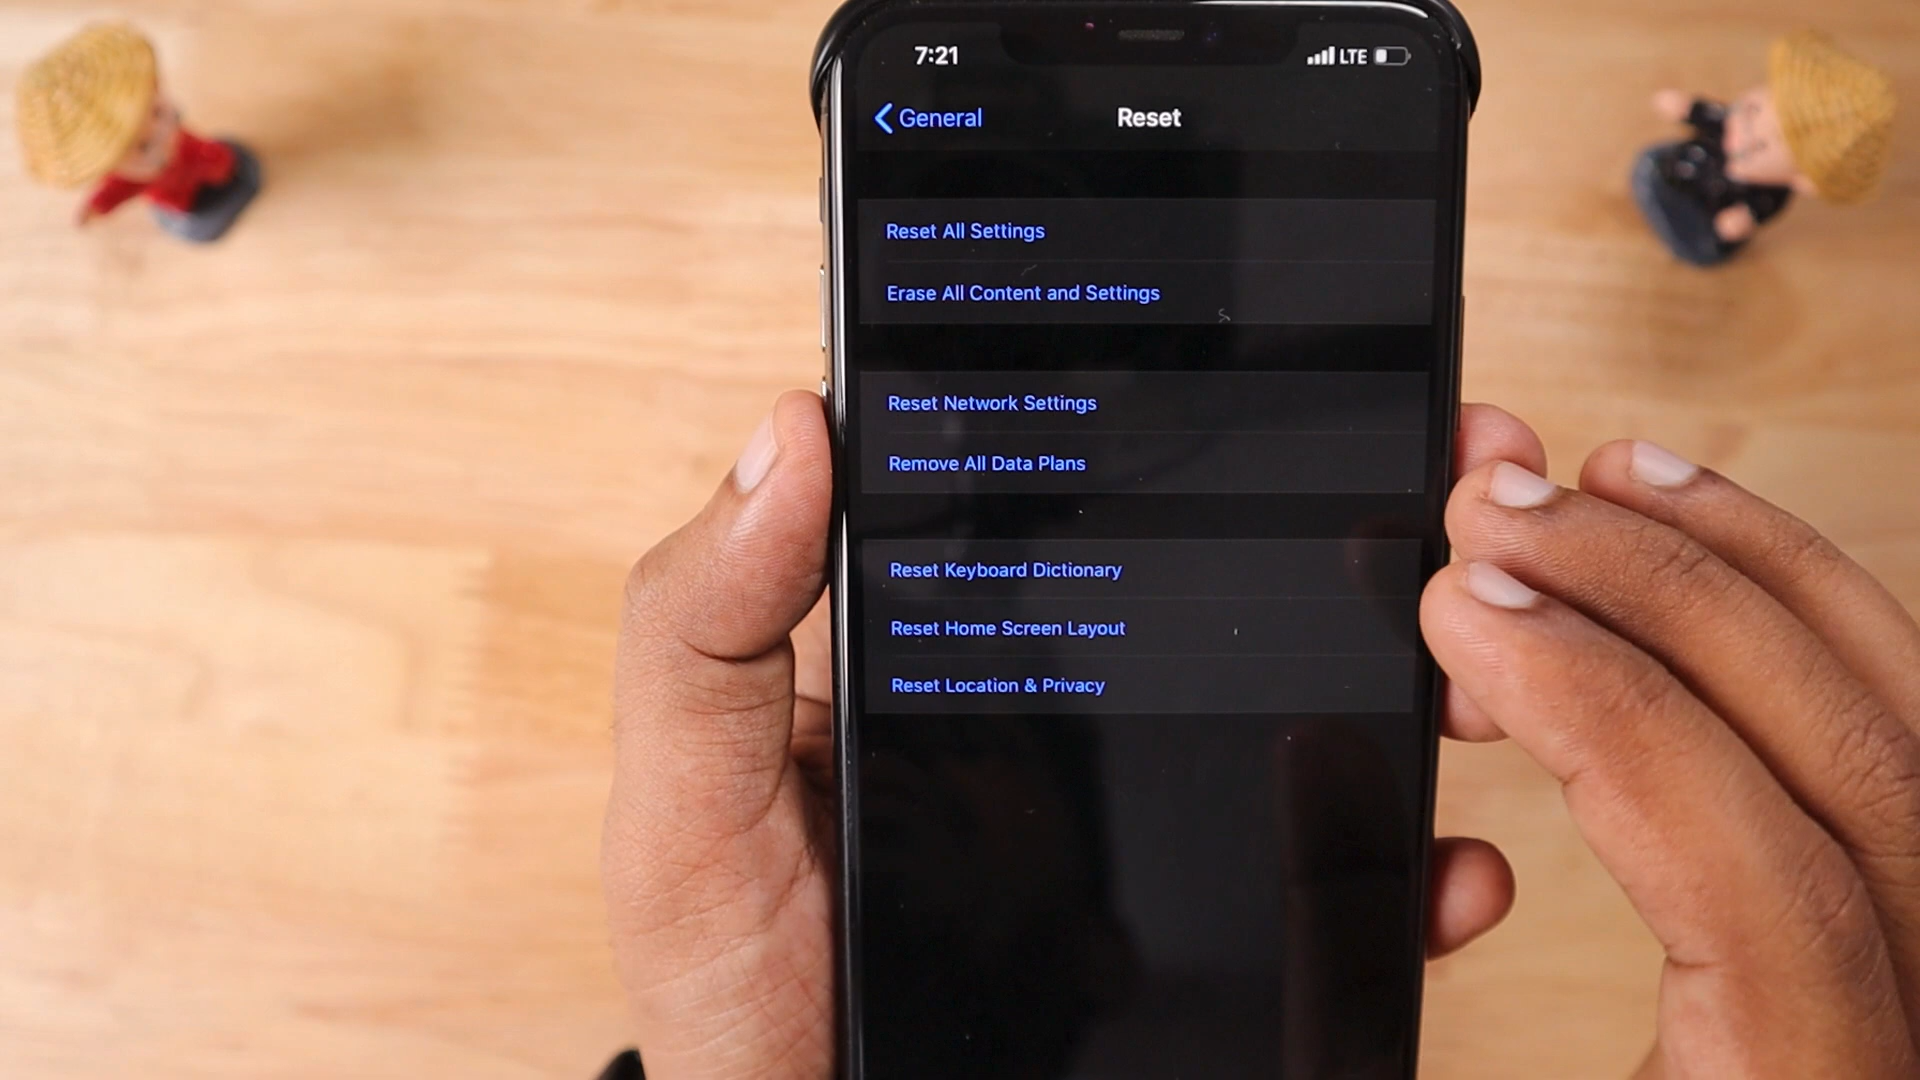 7:21
LTE
General
Reset
Reset All Settings
Erase All Content and Settings
Reset Network Settings
Remove All Data Plans
Reset Keyboard Dictionary
Reset Home Screen Layout
Reset Location & Privacy